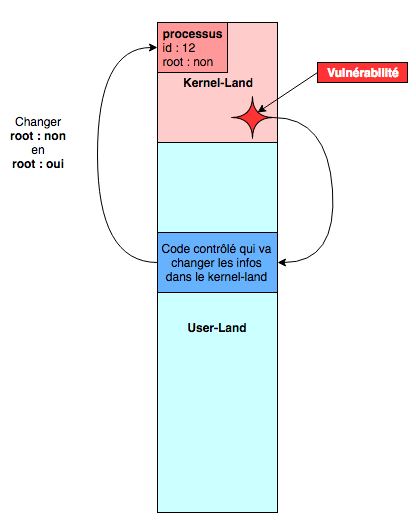 processus
id : 12
root : non
Kernel-Land
Vulnérabilité
Changer
root : non
en
root : oui
Code contrôlé qui va
changer les infos
dans le kernel-land
User-Land